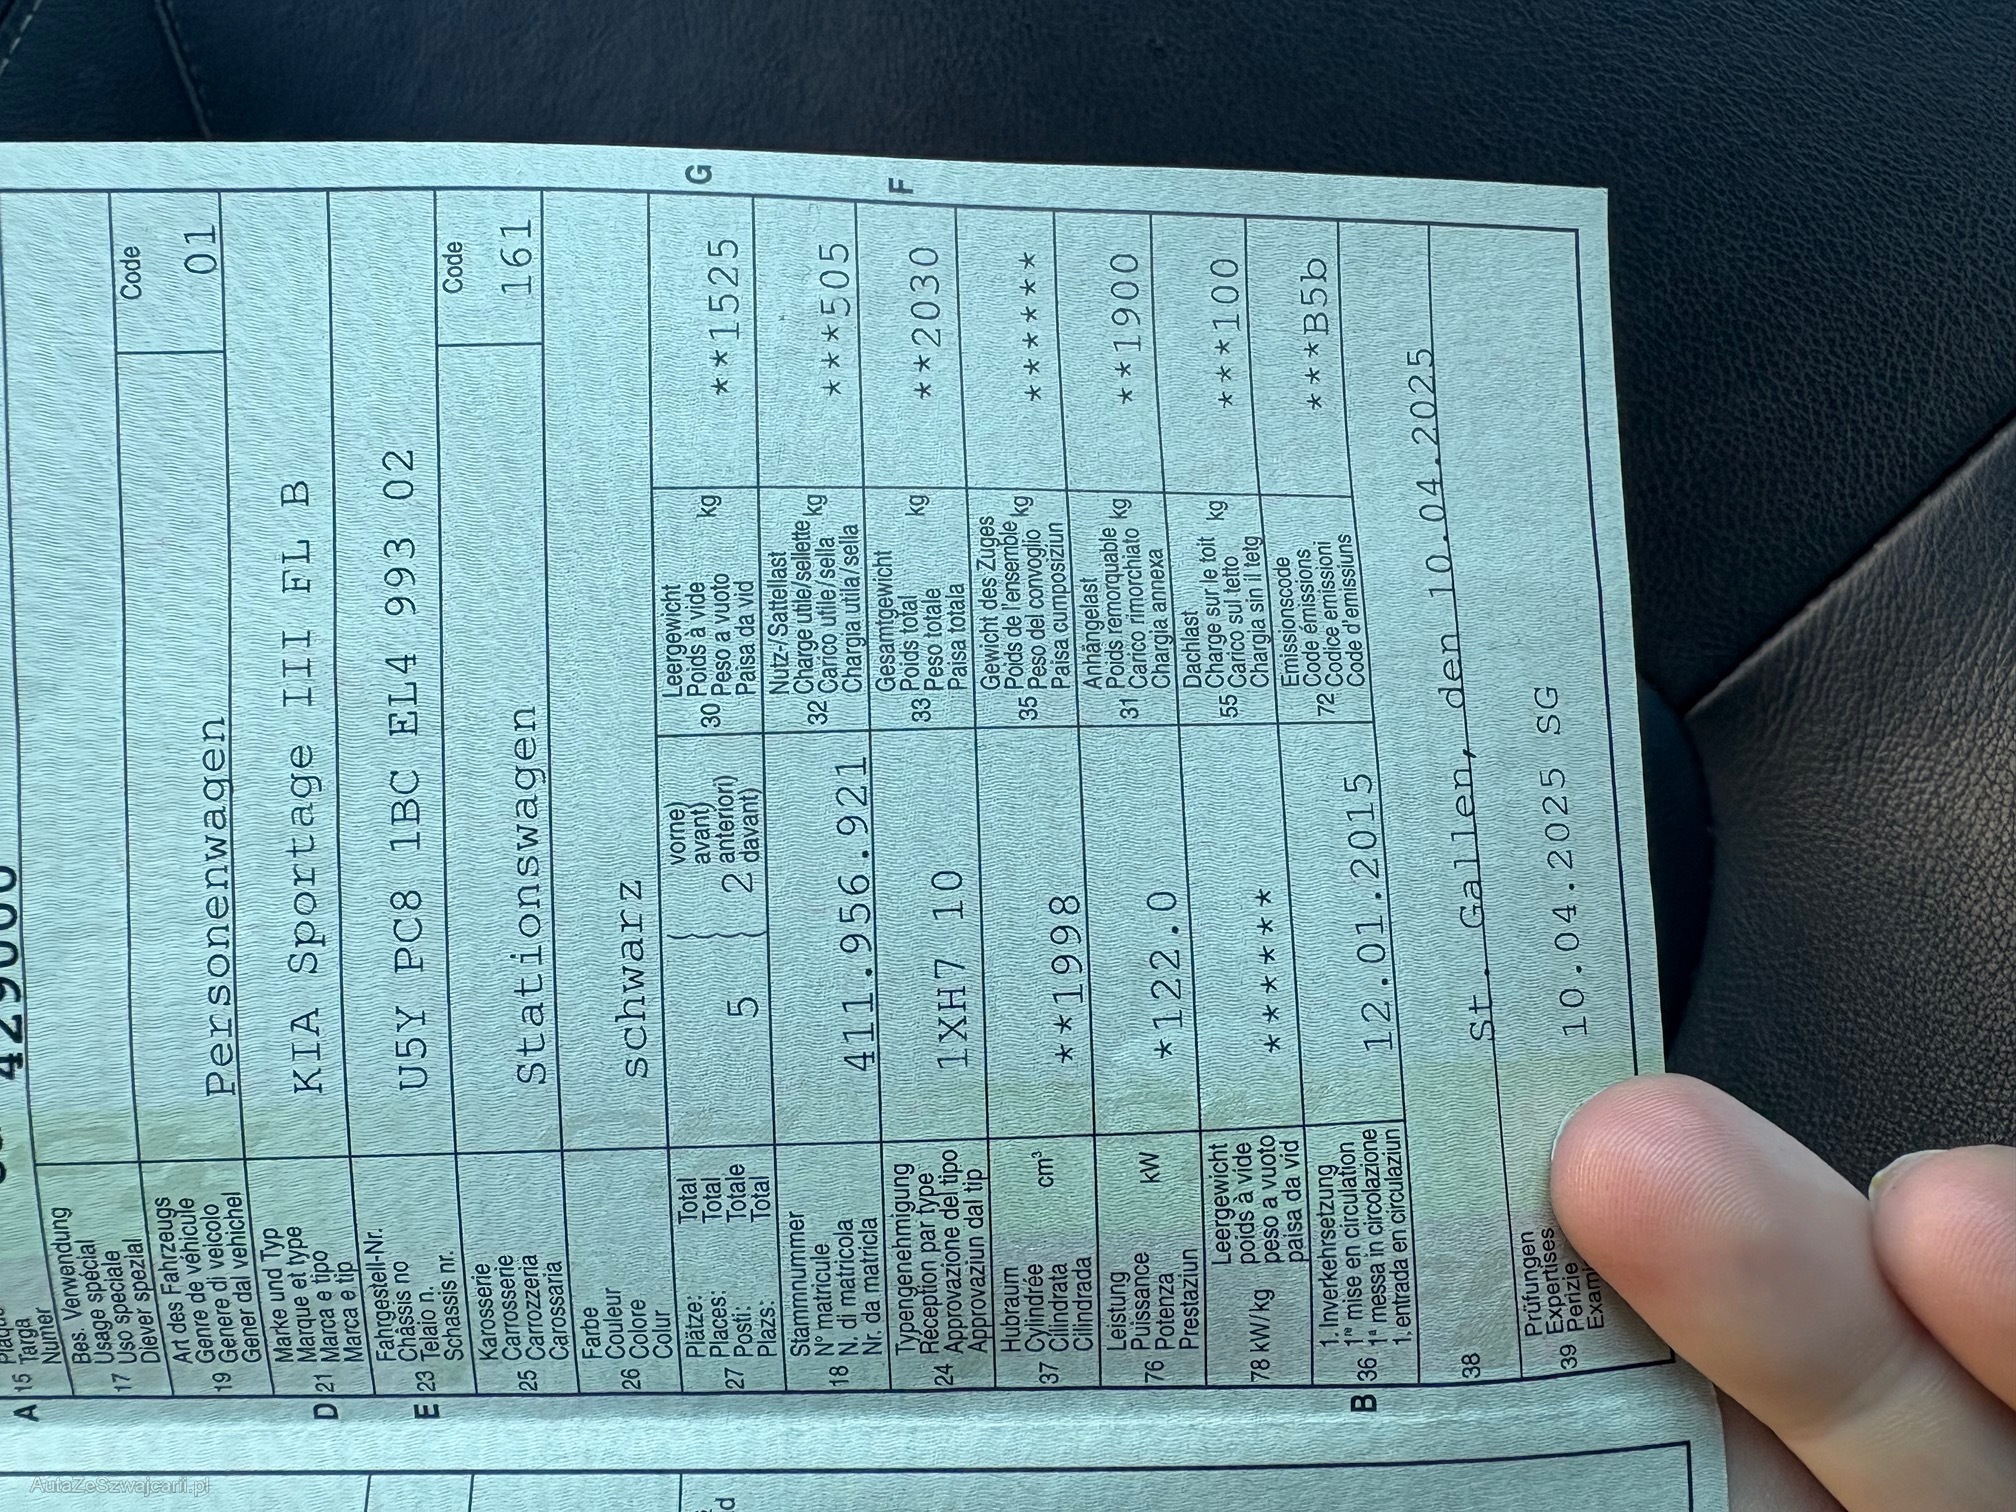 A 15 Targa
Numer
Bes. Verwendung
Usage spécial
17 Uso speciale
Diever spezial
Art des Fahrzeugs
Genre de véhicule
19 Genere di veicolo
Gener dal vehichel
Personenwagen
Code
01
Marke und Typ
Marque et type
D 21 Marca e tipo
Marca e tip
KIA Sportage III FL B
Fahrgestell-Nr.
Châssis no
E 23 Telaio n.
Schassis nr.
U5Y PC8 1BC EL4 993 02
Karosserie
Carrosserie
25 Carrozzeria
Carossaria
Stationswagen
Code
161
Farbe
Couleur
26 Colore
Colur
schwarz
Plätze: Total
Places: Total
27 Posti: Totale
Plazs: Total
5
2
vorne)
avant)
anteriori)
davant)
Leergewicht
Poids à vide
30 Peso a vuoto kg
Paisa da vid
**1525
G
Stammnummer
N° matricule
18 N. di matricola
Nr. da matricla
411.956.921
Nutz-/Sattellast
Charge utile/sellette
32 Carico utile/sella kg
Chargia utila/sella
***505
Typengenehmigung
Réception par type
24 Approvazione del tipo
Approvaziun dal tip
1XH7 10
Gesamtgewicht
Poids total
33 Peso totale kg
Paisa totala
**2030
F
Hubraum
Cylindrée
37 Cilindrata cm³
Cilindrada
**1998
Gewicht des Zuges
Poids de l'ensemble
35 Peso del convoglio kg
Paisa cumposiziun
******
Leistung
Puissance
76 Potenza kW
Prestaziun
*122.0
Anhängelast
Poids remorquable
31 Carico rimorchiato kg
Chargia annexa
**1900
Leergewicht
poids à vide
78 kW/kg peso a vuoto
paisa da vid
******
Dachlast
Charge sur le toit
55 Carico sul tetto kg
Chargia sin il tetg
***100
1. Inverkehrsetzung
1re mise en circulation
B 36 1a messa in circolazione
1. entrada en circulaziun
12.01.2015
Emissionscode
Code émissions
72 Codice emissioni
Code d'emissiuns
***B5b
38
St. Gallen, den 10.04.2025
Prüfungen
Expertises
39 Perizie
10.04.2025 SG
AutaZeSzwajcarii.pl